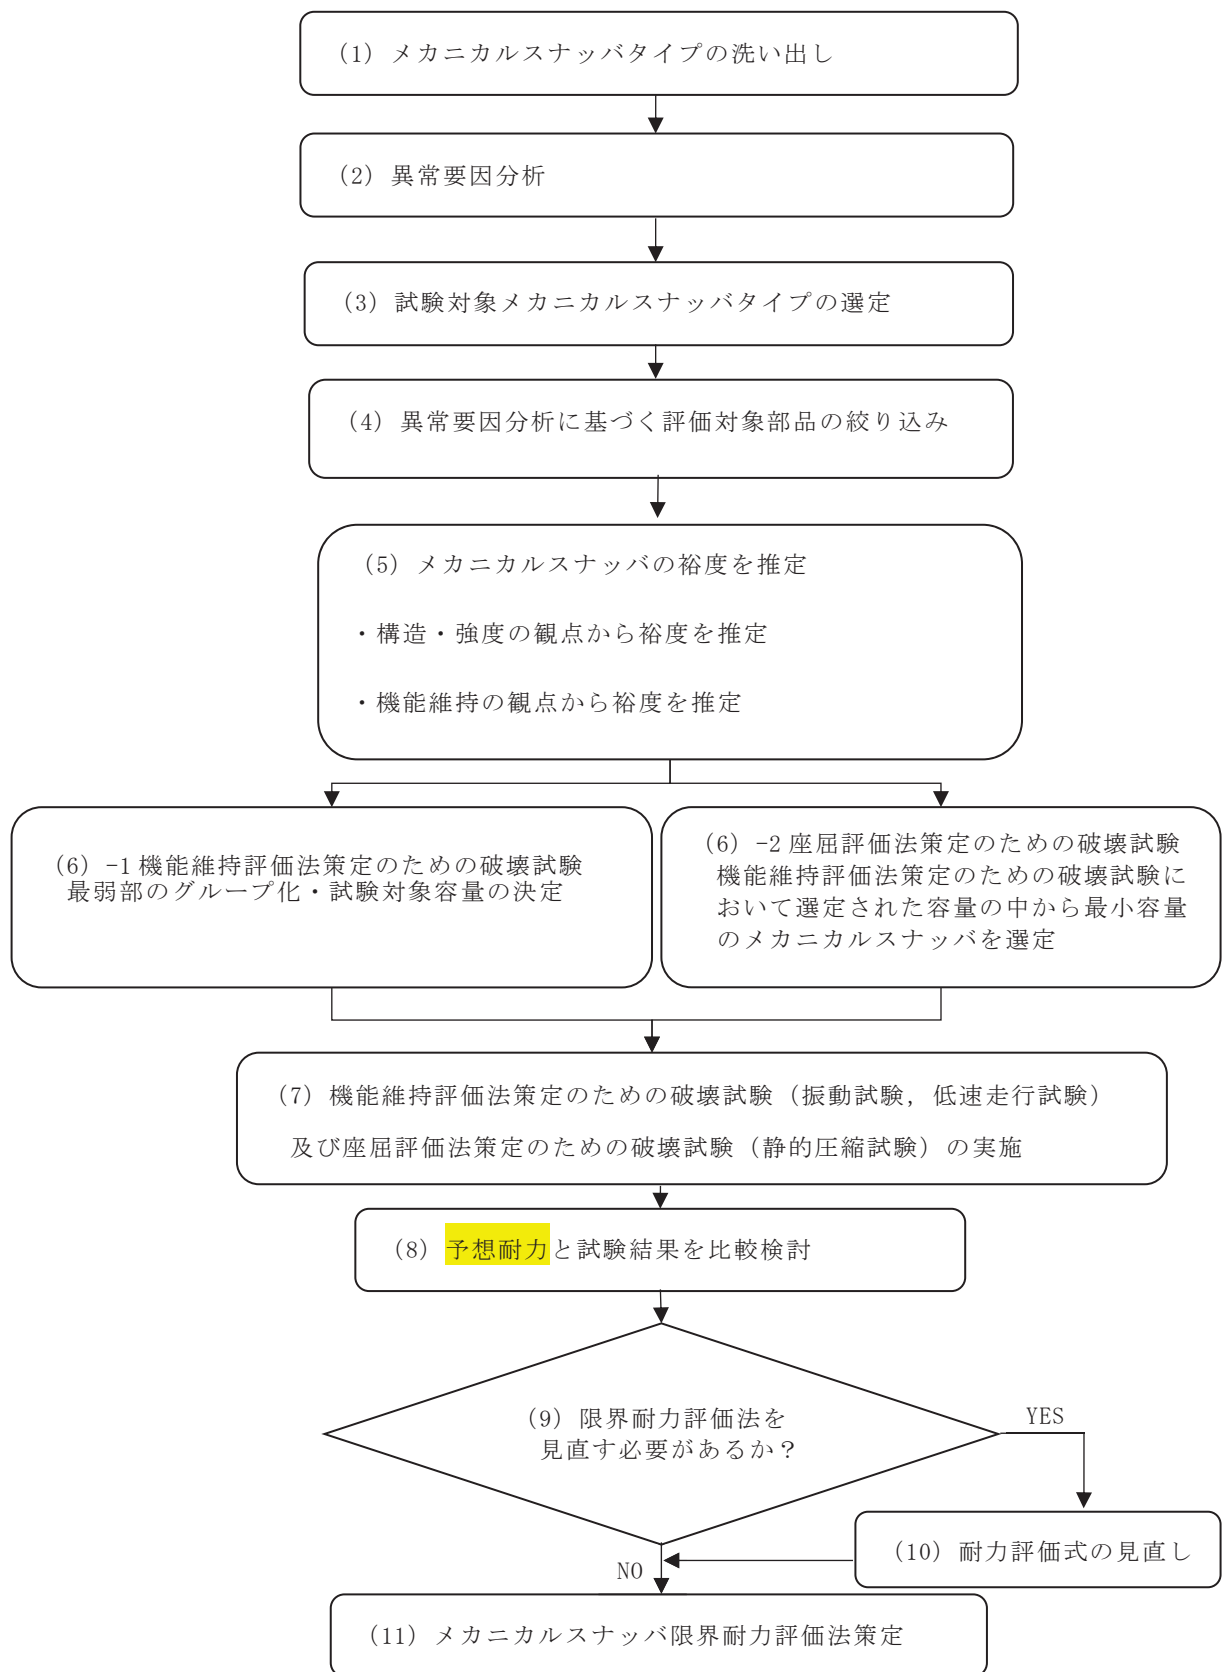 (1) メカニカルスナッバタイプの洗い出し
(2) 異常要因分析
(3) 試験対象メカニカルスナッバタイプの選定
(4) 異常要因分析に基づく評価対象部品の絞り込み
(5) メカニカルスナッバの裕度を推定
・構造・強度の観点から裕度を推定
・機能維持の観点から裕度を推定
(6) -1 機能維持評価法策定のための破壊試験
最弱部のグループ化・試験対象容量の決定
(6) -2 座屈評価法策定のための破壊試験
機能維持評価法策定のための破壊試験に
おいて選定された容量の中から最小容量
のメカニカルスナッバを選定
(7) 機能維持評価法策定のための破壊試験（振動試験，低速走行試験）
及び座屈評価法策定のための破壊試験（静的圧縮試験）の実施
(8) 予想耐力と試験結果を比較検討
(9) 限界耐力評価法を
見直す必要があるか？
YES
(10) 耐力評価式の見直し
NO
(11) メカニカルスナッバ限界耐力評価法策定